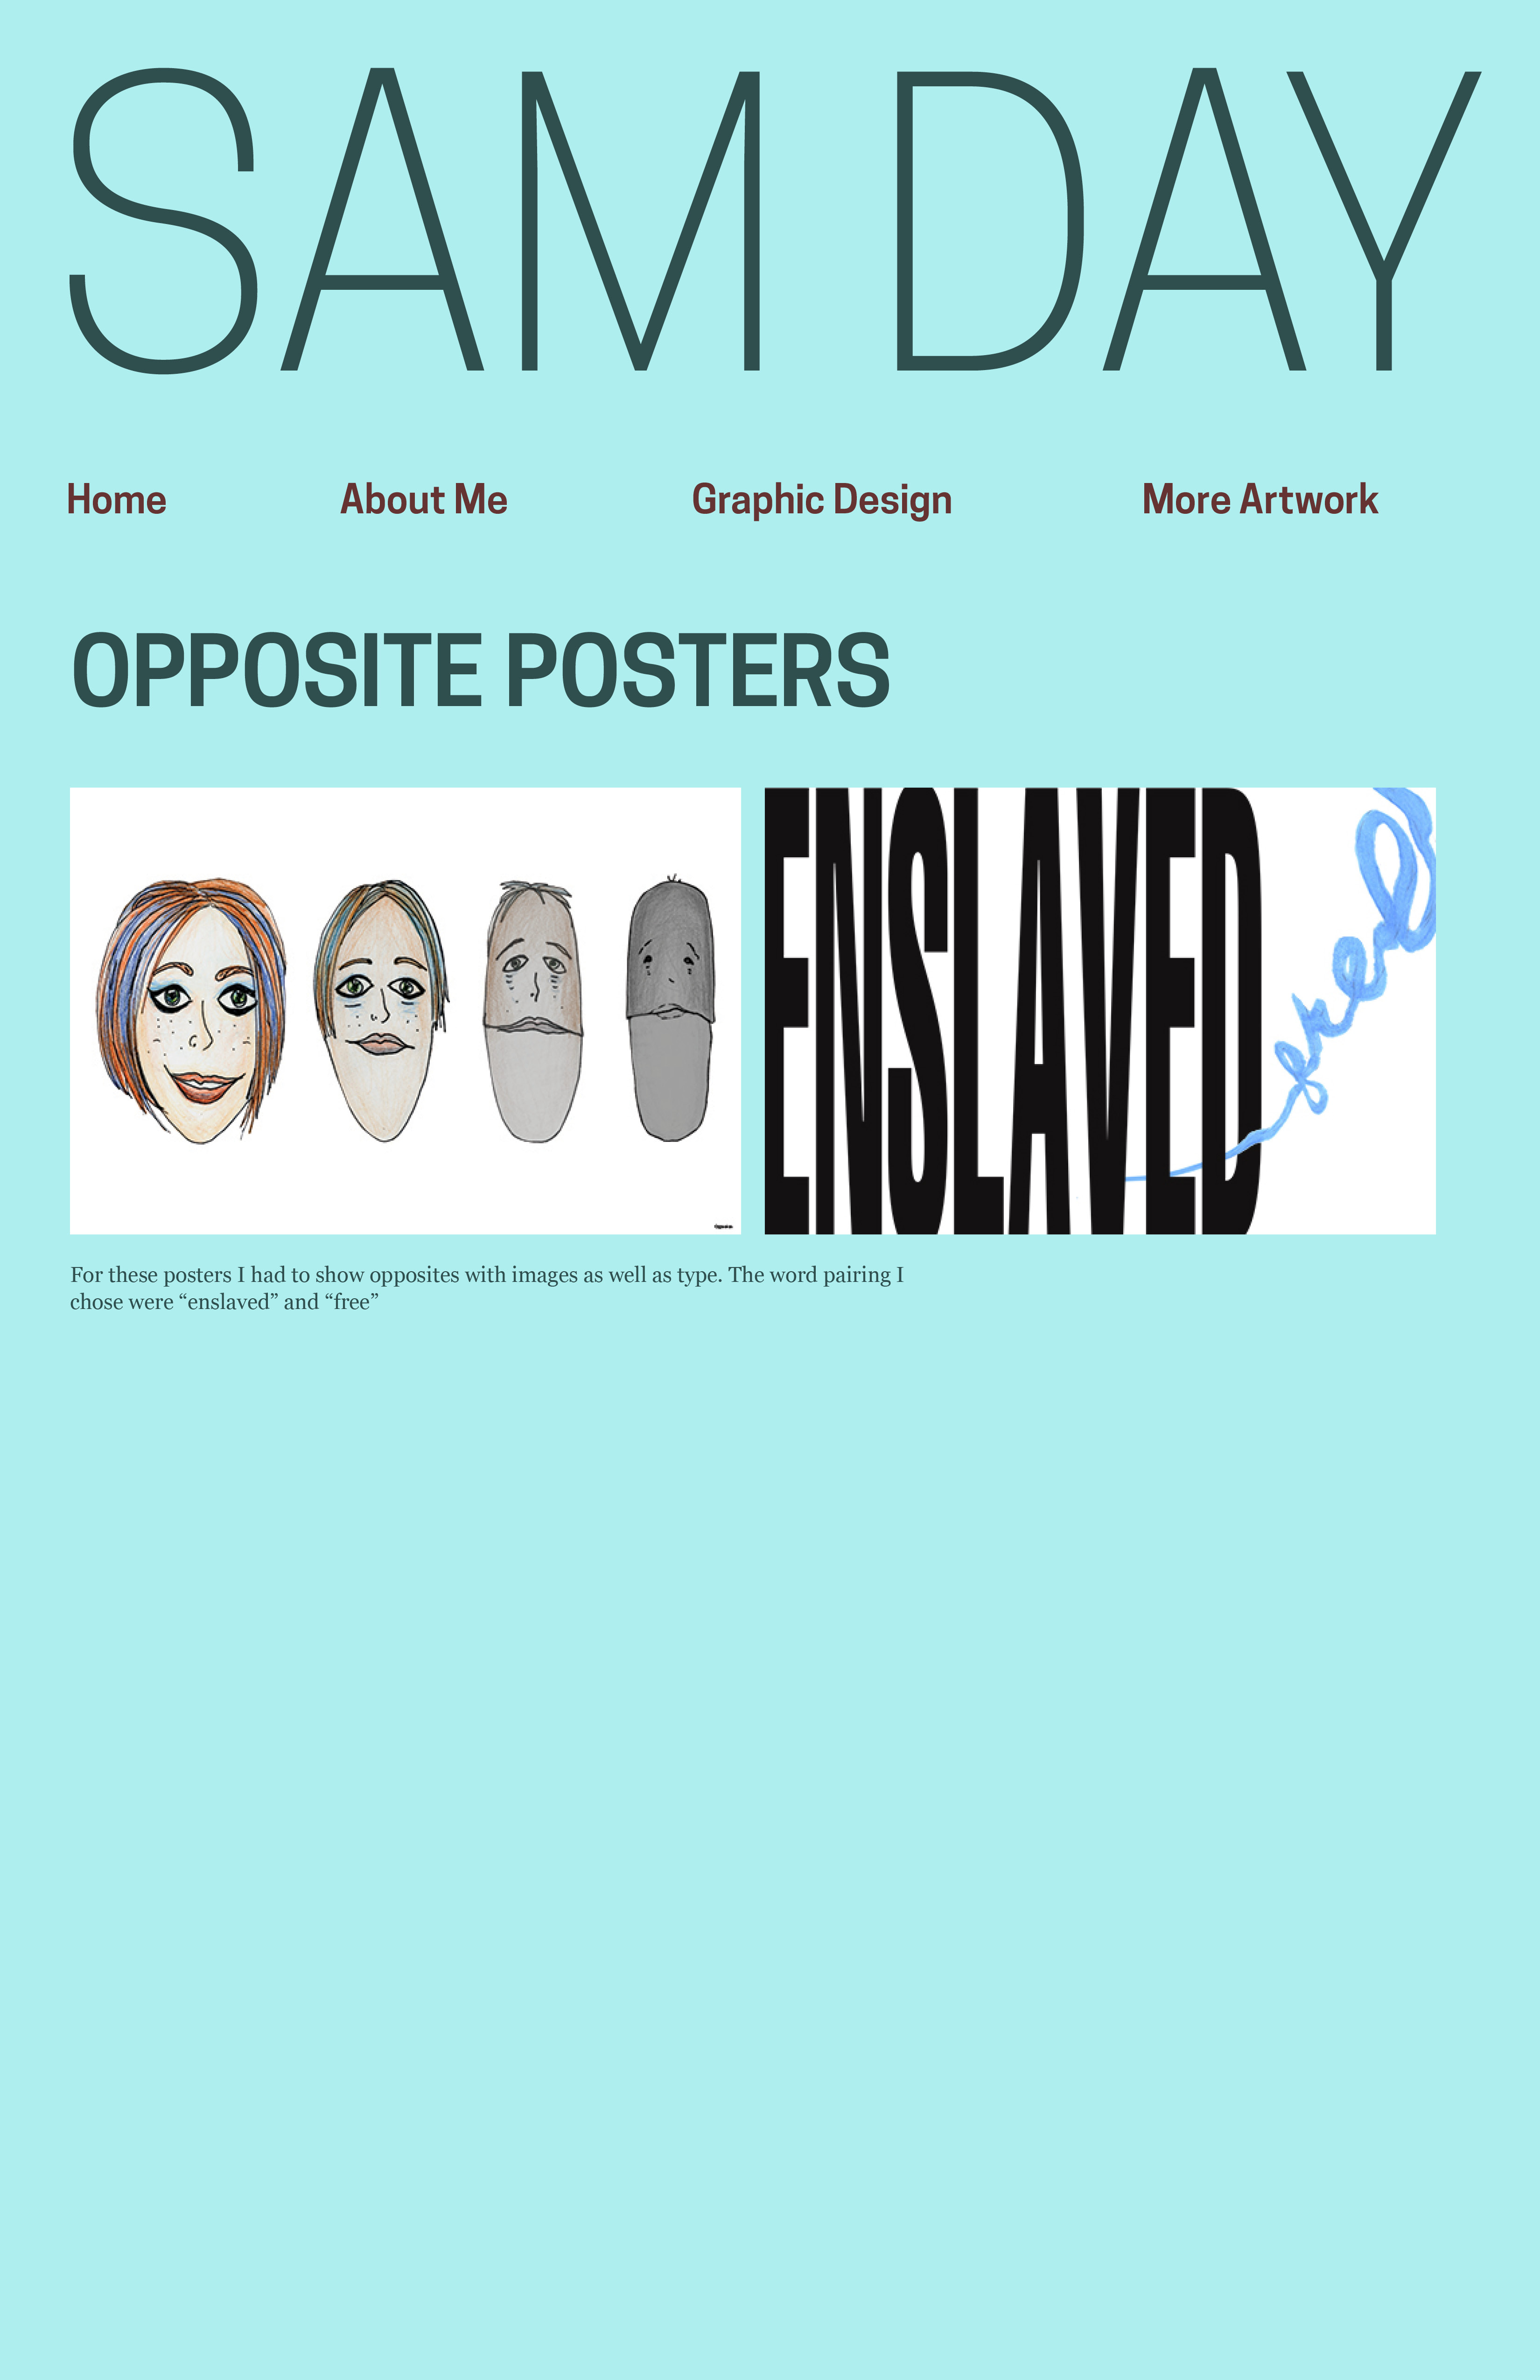 SAM DAY
Home About Me Graphic Design More Artwork
OPPOSITE POSTERS
ENSLAVED
For these posters I had to show opposites with images as well as type. The word pairing I
chose were “enslaved” and “free”